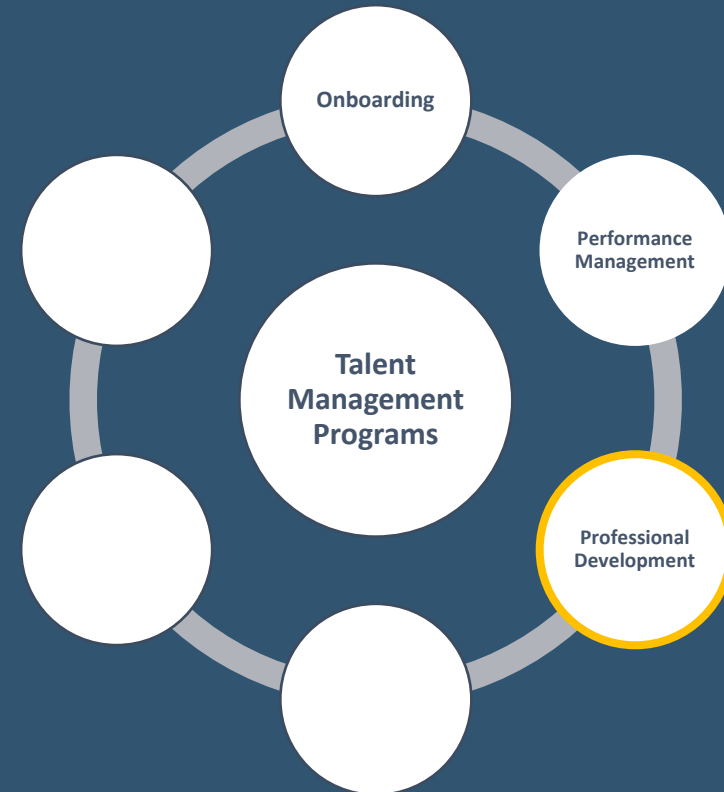 Onboarding
Performance
Management
Talent
Management
Programs
Professional
Development